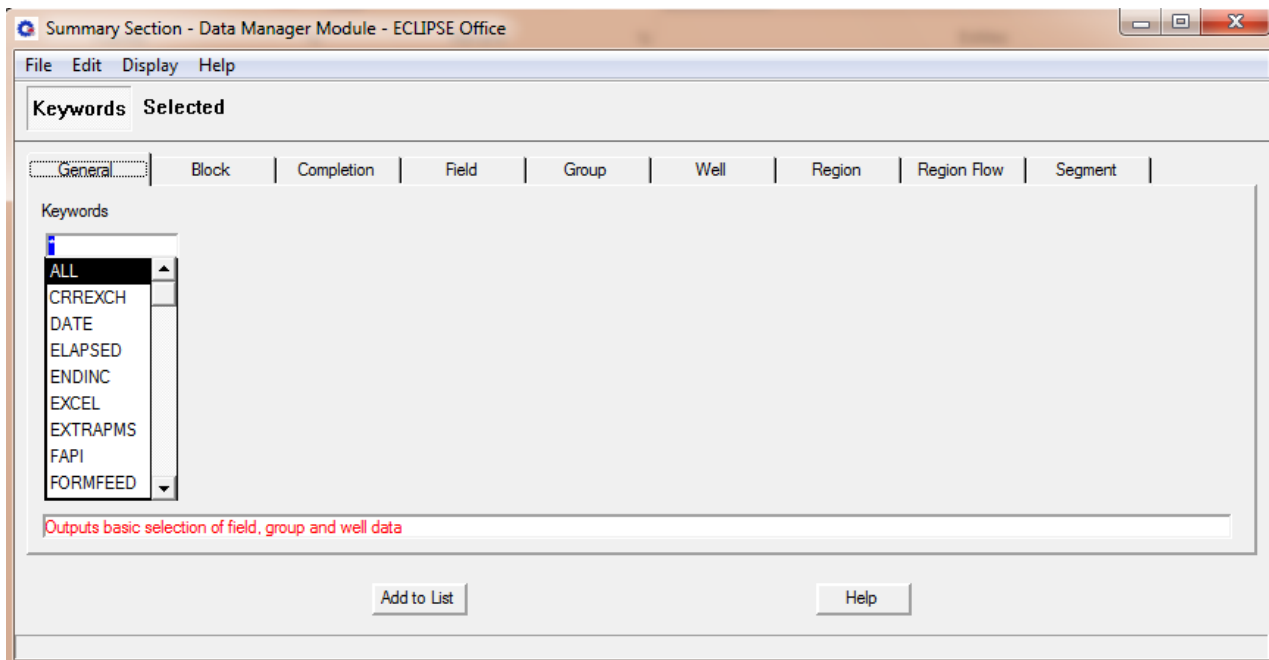 Summary Section - Data Manager Module - ECLIPSE Office
File Edit Display Help
Keywords Selected
General Block Completion Field Group Well Region Region Flow Segment
Keywords
*
ALL
CRREXCH
DATE
ELAPSED
ENDINC
EXCEL
EXTRAPMS
FAPI
FORMFEED
Outputs basic selection of field, group and well data
Add to List Help